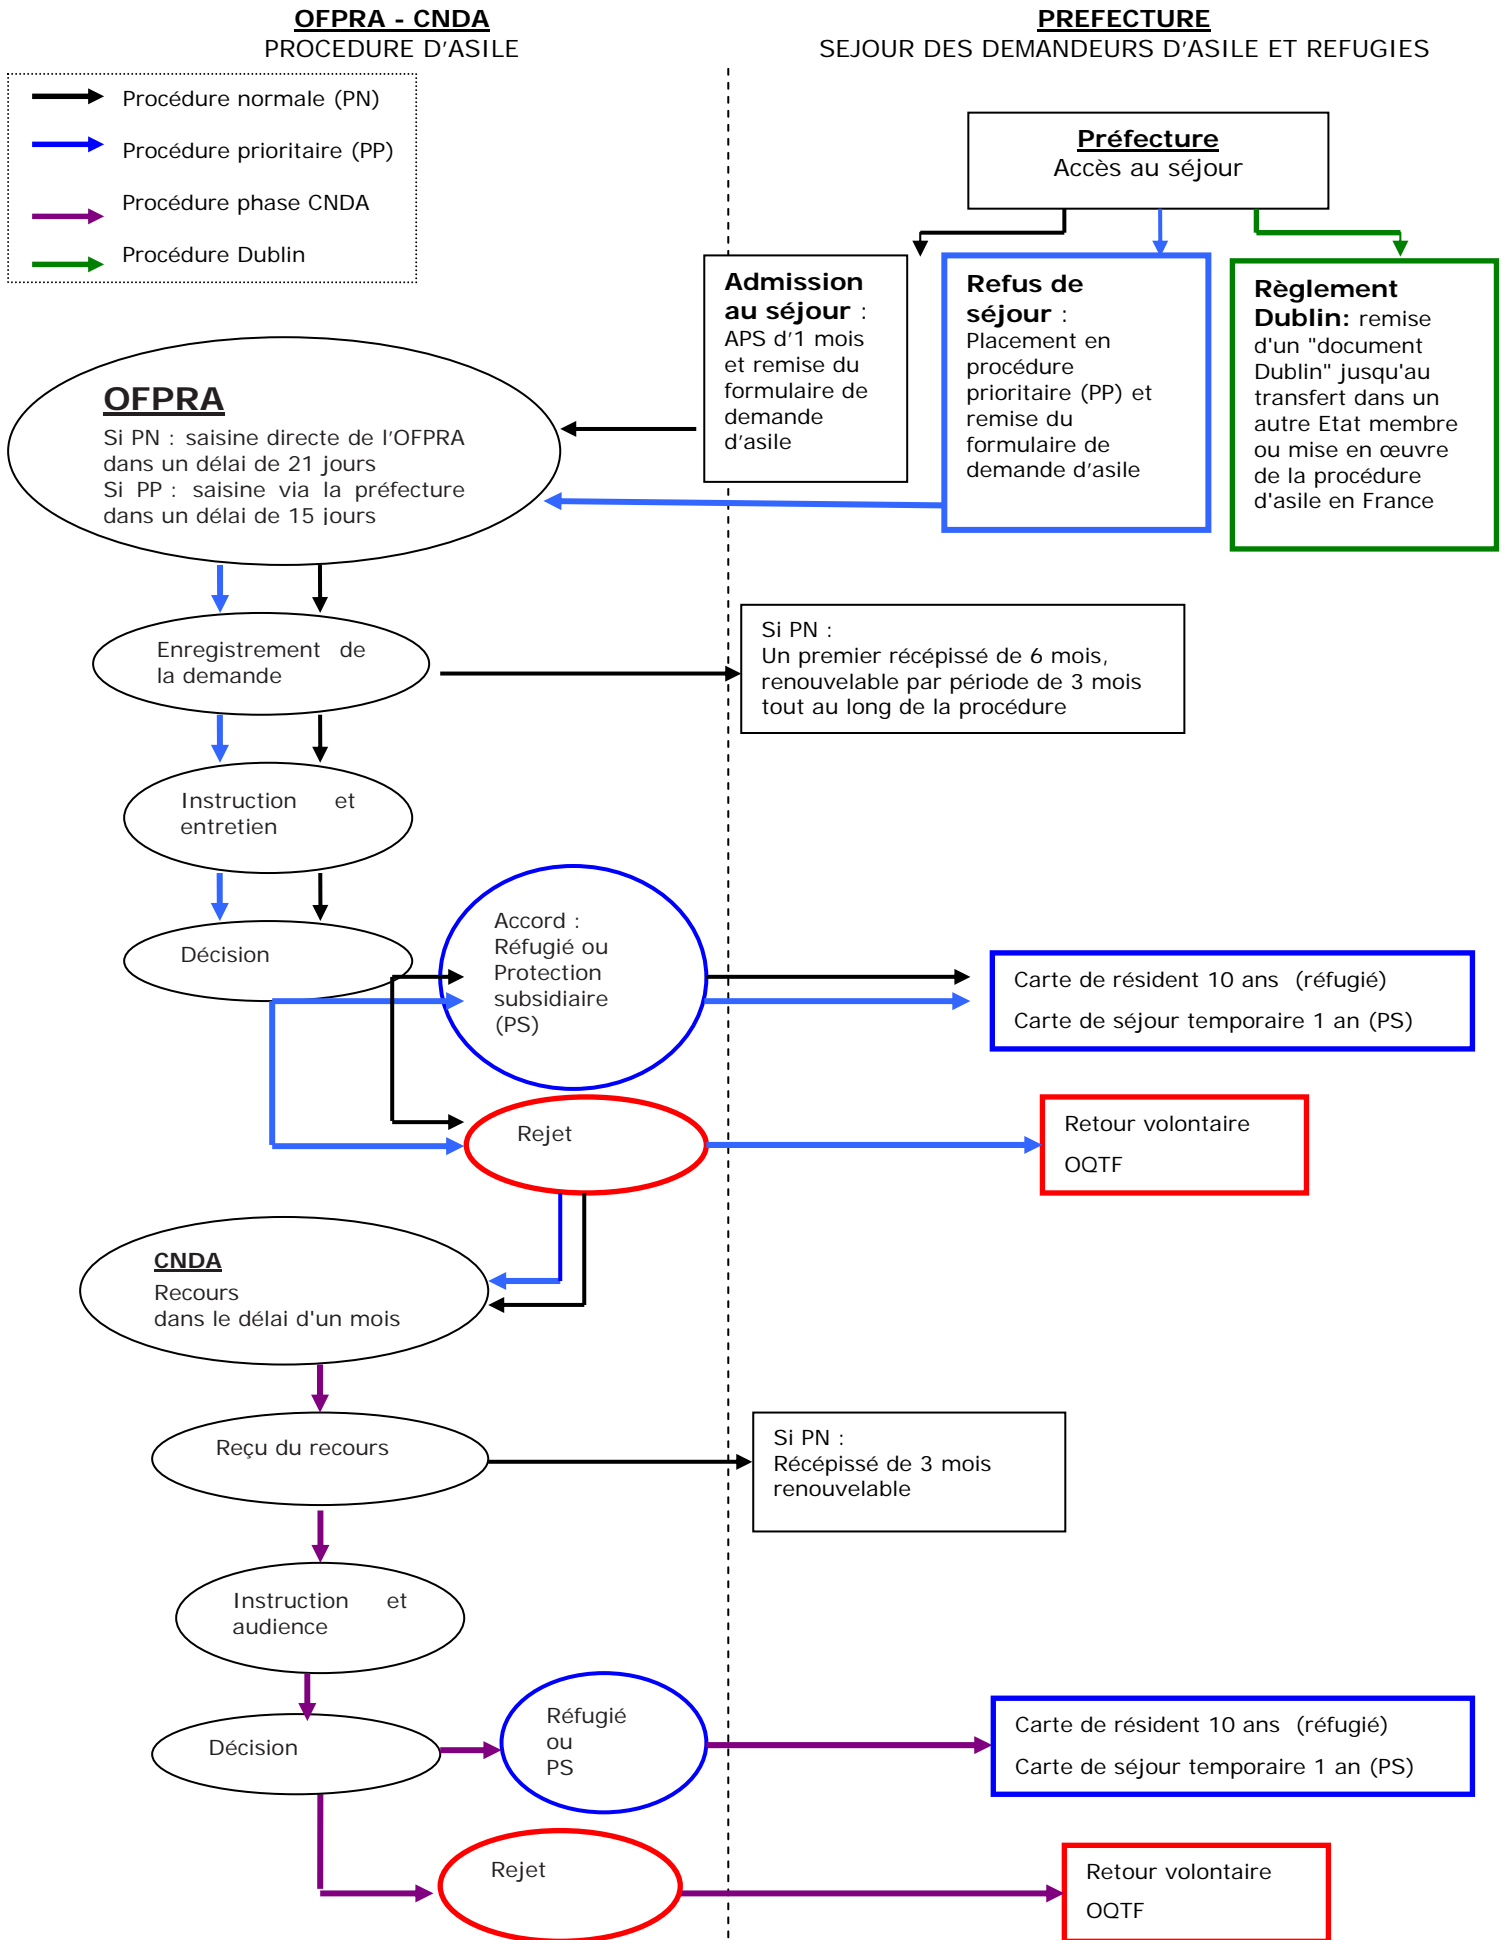 OFPRA - CNDA
PROCEDURE D'ASILE
PREFECTURE
SEJOUR DES DEMANDEURS D'ASILE ET REFUGIES
Procédure normale (PN)
Procédure prioritaire (PP)
Procédure phase CNDA
Procédure Dublin
Préfecture
Accès au séjour
Admission
au séjour :
APS d'1 mois
et remise du
formulaire de
demande
d'asile
Refus de
séjour :
Placement en
procédure
prioritaire (PP) et
remise du
formulaire de
demande d'asile
Règlement
Dublin: remise
d'un "document
Dublin" jusqu'au
transfert dans un
autre Etat membre
ou mise en œuvre
de la procédure
d'asile en France
OFPRA
Si PN : saisine directe de l'OFPRA
dans un délai de 21 jours
Si PP : saisine via la préfecture
dans un délai de 15 jours
Enregistrement de
la demande
Si PN :
Un premier récépissé de 6 mois,
renouvelable par période de 3 mois
tout au long de la procédure
Instruction et
entretien
Décision
Accord :
Réfugié ou
Protection
subsidiaire
(PS)
Carte de résident 10 ans (réfugié)
Carte de séjour temporaire 1 an (PS)
Rejet
Retour volontaire
OQTF
CNDA
Recours
dans le délai d'un mois
Reçu du recours
Si PN :
Récépissé de 3 mois
renouvelable
Instruction et
audience
Décision
Réfugié
ou
PS
Carte de résident 10 ans (réfugié)
Carte de séjour temporaire 1 an (PS)
Rejet
Retour volontaire
OQTF